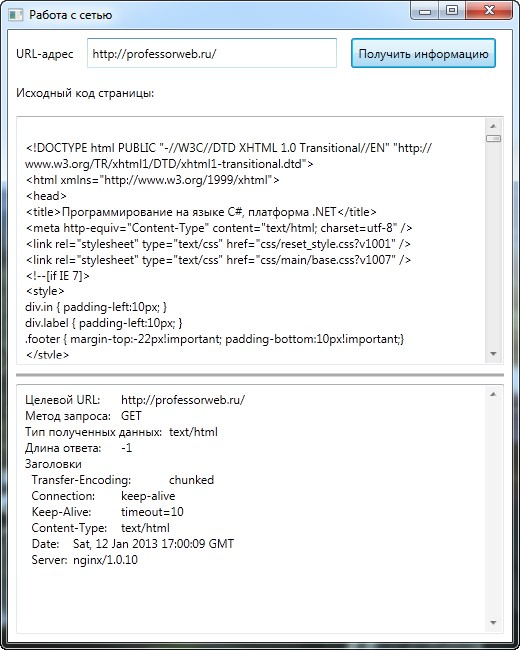 Работа с сетью
URL-адрес http://professorweb.ru/ Получить информацию
Исходный код страницы:
<!DOCTYPE html PUBLIC "-//W3C//DTD XHTML 1.0 Transitional//EN" "http://
www.w3.org/TR/xhtml1/DTD/xhtml1-transitional.dtd">
<html xmlns="http://www.w3.org/1999/xhtml">
<head>
<title>Программирование на языке C#, платформа .NET</title>
<meta http-equiv="Content-Type" content="text/html; charset=utf-8" />
<link rel="stylesheet" type="text/css" href="css/reset_style.css?v1001" />
<link rel="stylesheet" type="text/css" href="css/main/base.css?v1007" />
<!--[if IE 7]>
<style>
div.in { padding-left:10px; }
div.label { padding-left:10px; }
.footer { margin-top:-22px!important; padding-bottom:10px!important;}
</style>
Целевой URL: http://professorweb.ru/
Метод запроса: GET
Тип полученных данных: text/html
Длина ответа: -1
Заголовки
Transfer-Encoding: chunked
Connection: keep-alive
Keep-Alive: timeout=10
Content-Type: text/html
Date: Sat, 12 Jan 2013 17:00:09 GMT
Server: nginx/1.0.10